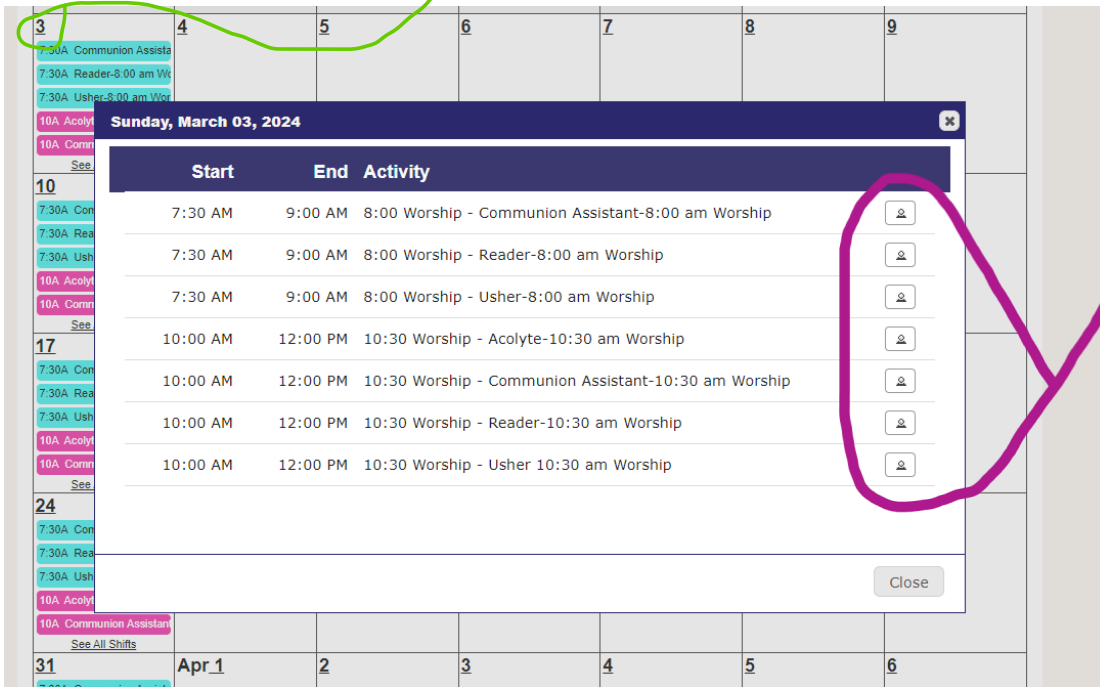 3 4 5 6 7 8 9
7:30A Communion Assista
7:30A Reader-8:00 am Wo
7:30A Usher-8:00 am Wor
10A Acolyt
10A Comm
See
Sunday, March 03, 2024
Start End Activity
7:30 AM 9:00 AM 8:00 Worship - Communion Assistant-8:00 am Worship
7:30 AM 9:00 AM 8:00 Worship - Reader-8:00 am Worship
7:30 AM 9:00 AM 8:00 Worship - Usher-8:00 am Worship
10:00 AM 12:00 PM 10:30 Worship - Acolyte-10:30 am Worship
10:00 AM 12:00 PM 10:30 Worship - Communion Assistant-10:30 am Worship
10:00 AM 12:00 PM 10:30 Worship - Reader-10:30 am Worship
10:00 AM 12:00 PM 10:30 Worship - Usher 10:30 am Worship
Close
10
7:30A Com
7:30A Rea
7:30A Ush
10A Acolyt
10A Comm
See
17
7:30A Com
7:30A Rea
7:30A Ush
10A Acolyt
10A Comm
See
24
7:30A Com
7:30A Rea
7:30A Ush
10A Acolyt
10A Communion Assistan
See All Shifts
31 Apr 1 2 3 4 5 6